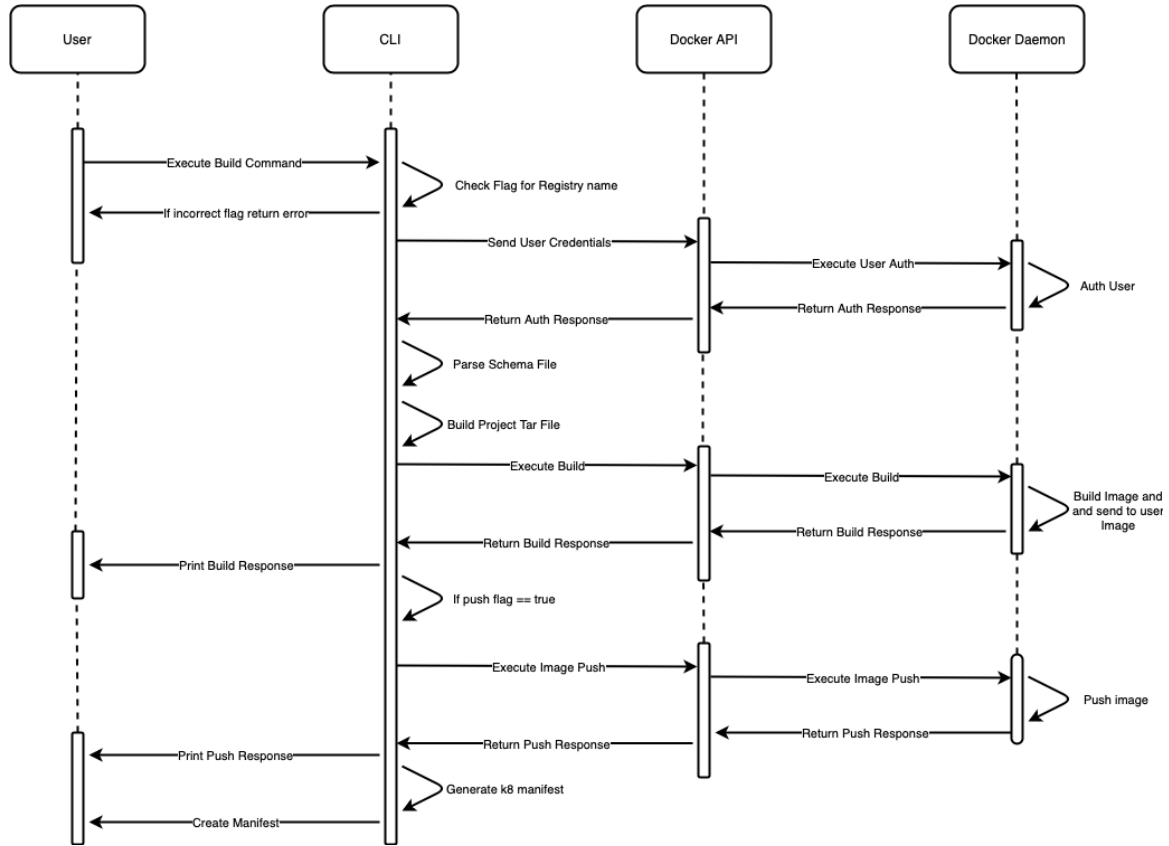 User
CLI
Docker API
Docker Daemon
Execute Build Command
Check Flag for Registry name
If incorrect flag return error
Send User Credentials
Execute User Auth
Auth User
Return Auth Response
Return Auth Response
Parse Schema File
Build Project Tar File
Execute Build
Execute Build
Build Image and
and send to user
Image
Return Build Response
Return Build Response
Print Build Response
If push flag == true
Execute Image Push
Execute Image Push
Push image
Return Push Response
Return Push Response
Print Push Response
Generate k8 manifest
Create Manifest